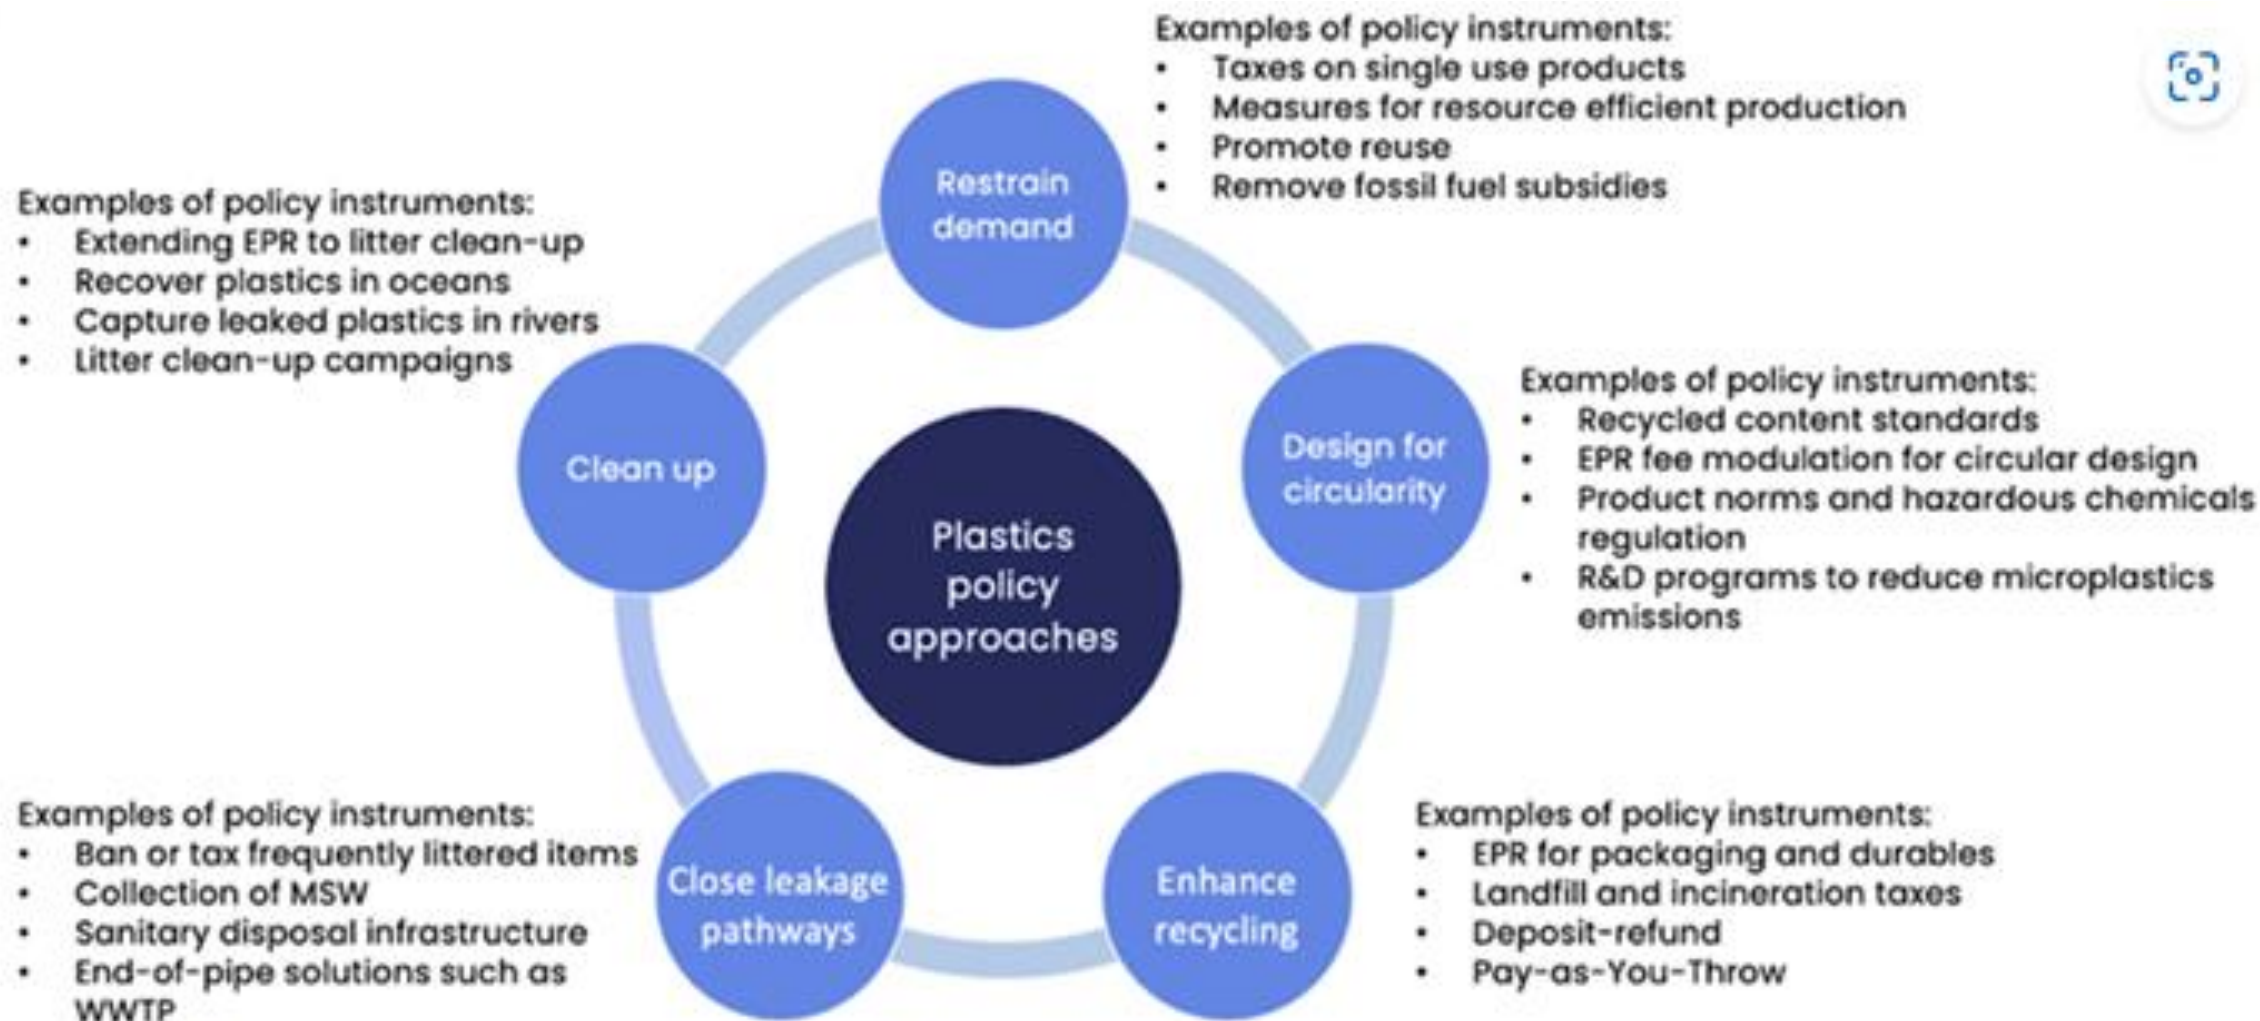 Examples of policy instruments:
• Taxes on single use products
• Measures for resource efficient production
• Promote reuse
• Remove fossil fuel subsidies
Restrain
demand
Examples of policy instruments:
• Extending EPR to litter clean-up
• Recover plastics in oceans
• Capture leaked plastics in rivers
• Litter clean-up campaigns
Clean up
Plastics
policy
approaches
Design for
circularity
Examples of policy instruments:
• Recycled content standards
• EPR fee modulation for circular design
• Product norms and hazardous chemicals
regulation
• R&D programs to reduce microplastics
emissions
Examples of policy instruments:
• Ban or tax frequently littered items
• Collection of MSW
• Sanitary disposal infrastructure
• End-of-pipe solutions such as
WWTP
Close leakage
pathways
Enhance
recycling
Examples of policy instruments:
• EPR for packaging and durables
• Landfill and incineration taxes
• Deposit-refund
• Pay-as-You-Throw